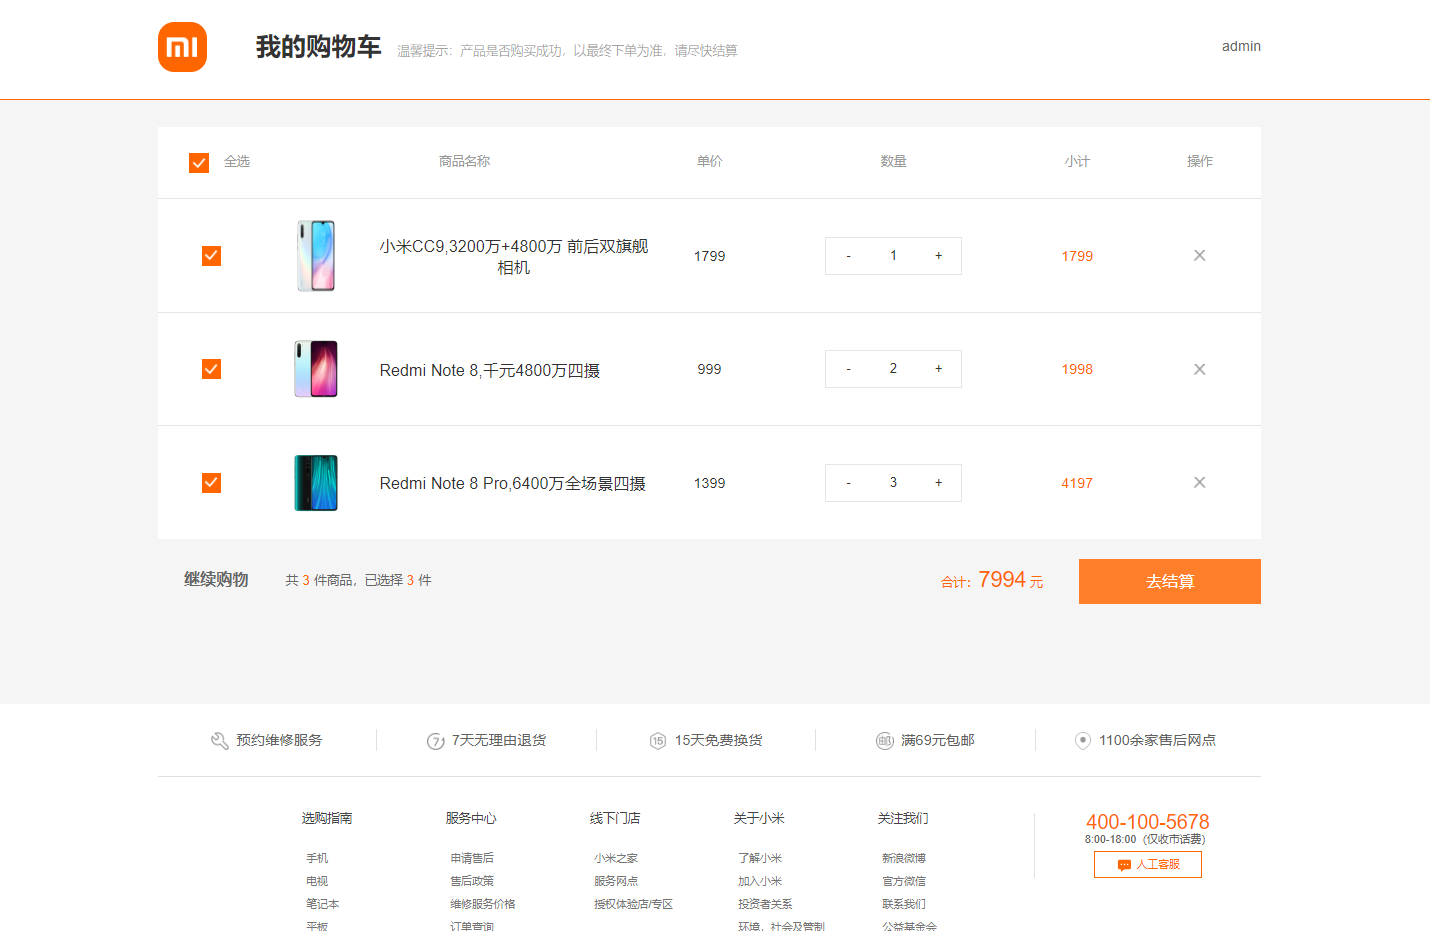 我的购物车 温馨提示：产品是否购买成功，以最终下单为准，请尽快结算 admin
全选 商品名称 单价 数量 小计 操作
小米CC9,3200万+4800万 前后双旗舰
相机
1799 - 1 + 1799
Redmi Note 8,千元4800万四摄 999 - 2 + 1998
Redmi Note 8 Pro,6400万全场景四摄 1399 - 3 + 4197
继续购物 共 3 件商品，已选择 3 件 合计：7994 元 去结算
预约维修服务 7 7天无理由退货 15 15天免费换货 邮 满69元包邮 1100余家售后网点
选购指南 服务中心 线下门店 关于小米 关注我们
400-100-5678
8:00-18:00（仅收市话费）
人工客服
手机 申请售后 小米之家 了解小米 新浪微博
电视 售后政策 服务网点 加入小米 官方微信
笔记本 维修服务价格 授权体验店/专区 投资者关系 联系我们
平板 订单查询 环境，社会及管制 公益基金会